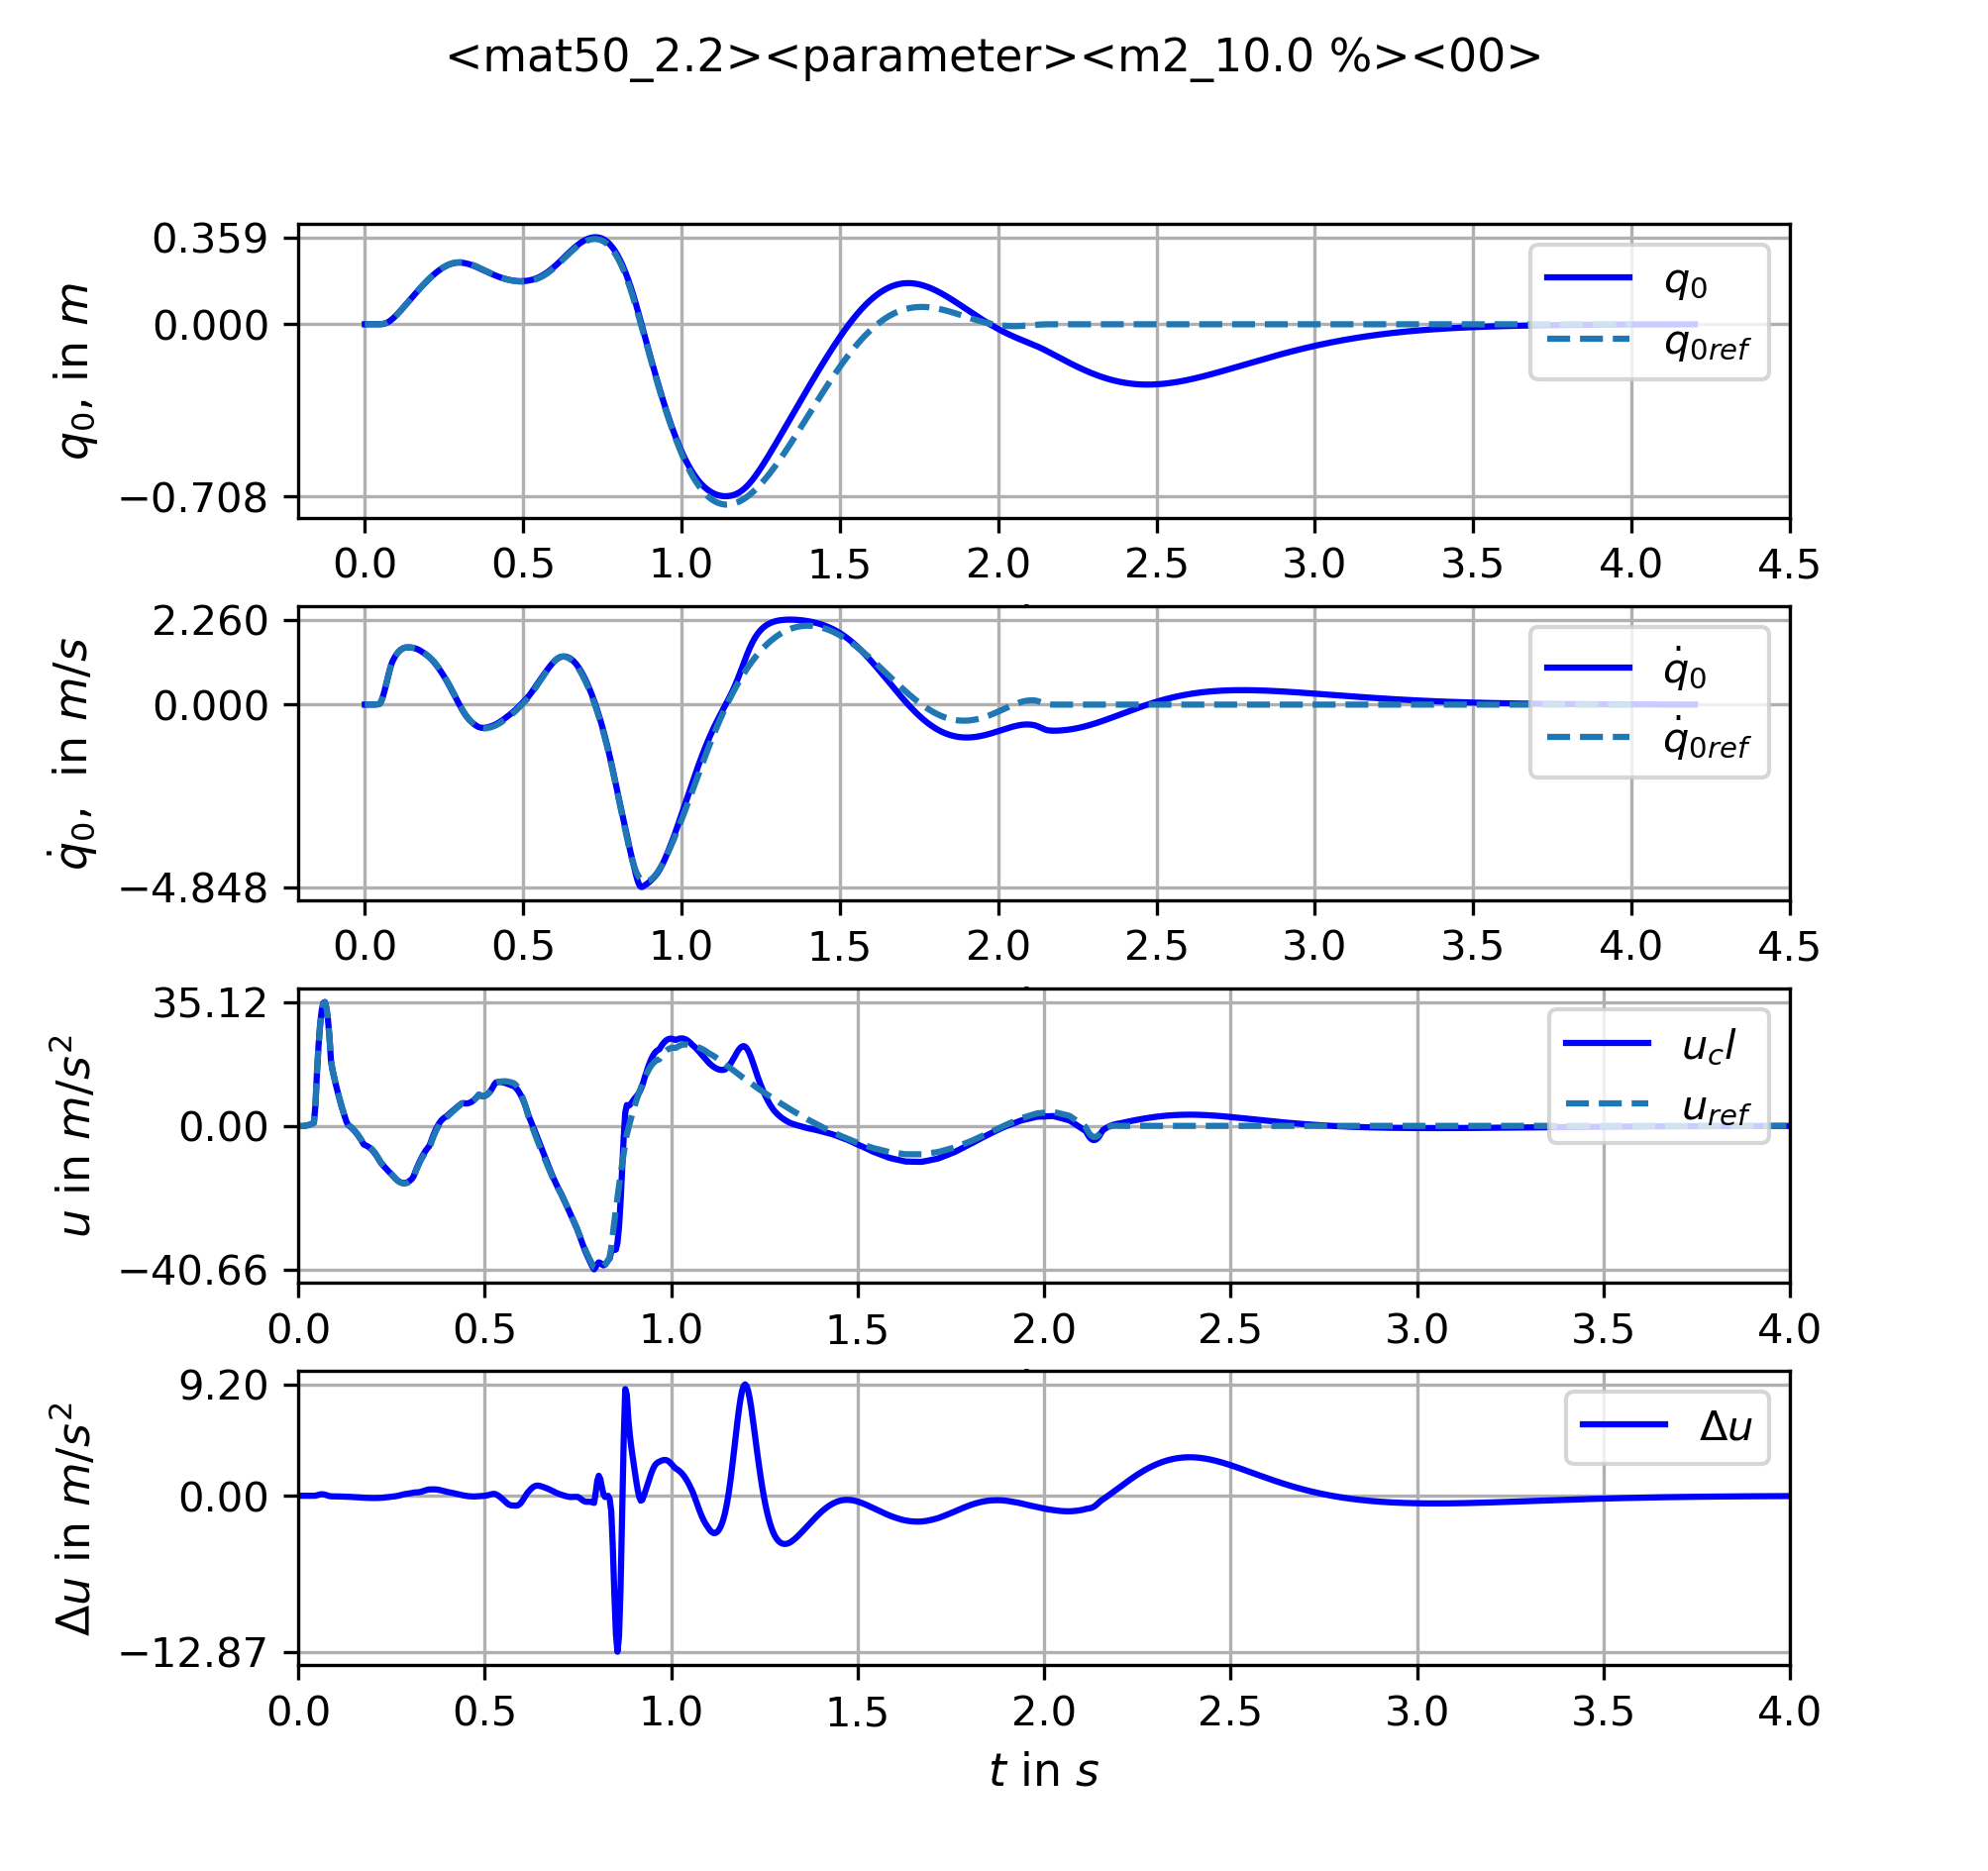 <mat50_2.2><parameter><m2_10.0 %><00>
q₀, in m
0.359
0.000
−0.708
q₀
q₀ref
0.0 0.5 1.0 1.5 2.0 2.5 3.0 3.5 4.0 4.5
q̇₀, in m/s
2.260
0.000
−4.848
q̇₀
q̇₀ref
0.0 0.5 1.0 1.5 2.0 2.5 3.0 3.5 4.0 4.5
u in m/s²
35.12
0.00
−40.66
u_cl
u_ref
0.0 0.5 1.0 1.5 2.0 2.5 3.0 3.5 4.0
Δu in m/s²
9.20
0.00
−12.87
Δu
0.0 0.5 1.0 1.5 2.0 2.5 3.0 3.5 4.0
t in s